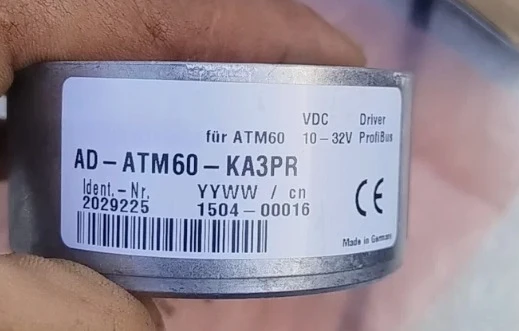 VDC Driver
für ATM60 10-32V ProfiBus
AD-ATM60-KA3PR
Ident.-Nr. YYWW / cn
2029225 1504-00016
CE
Made in Germany